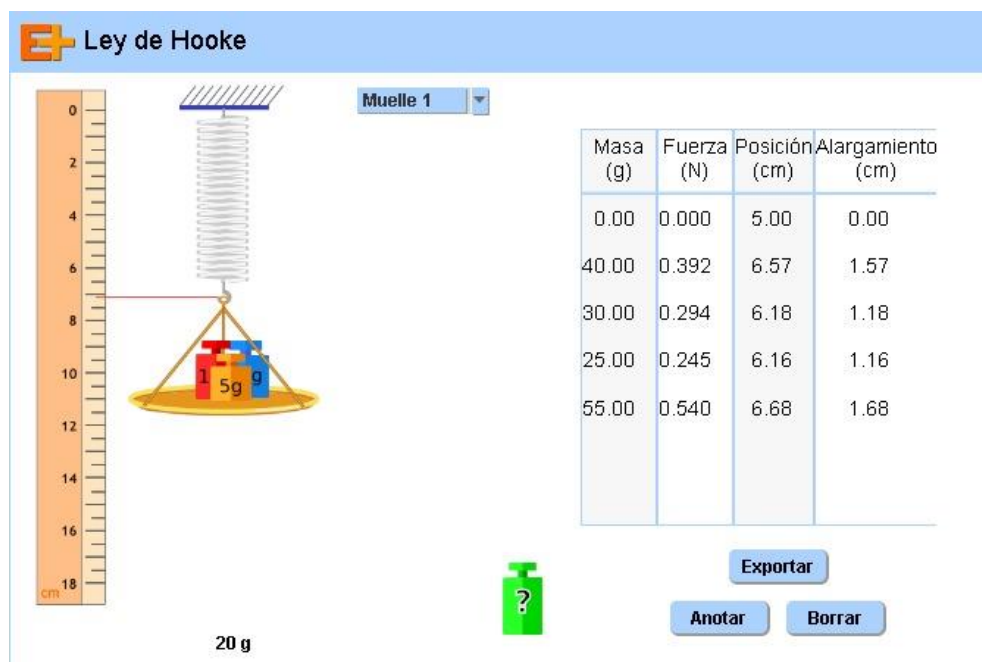 E+ Ley de Hooke
Muelle 1
0
2
4
6
8
10
12
14
16
18
cm
1
5g
g
20 g
Masa (g) Fuerza (N) Posición (cm) Alargamiento (cm)
0.00 0.000 5.00 0.00
40.00 0.392 6.57 1.57
30.00 0.294 6.18 1.18
25.00 0.245 6.16 1.16
55.00 0.540 6.68 1.68
?
Exportar
Anotar Borrar